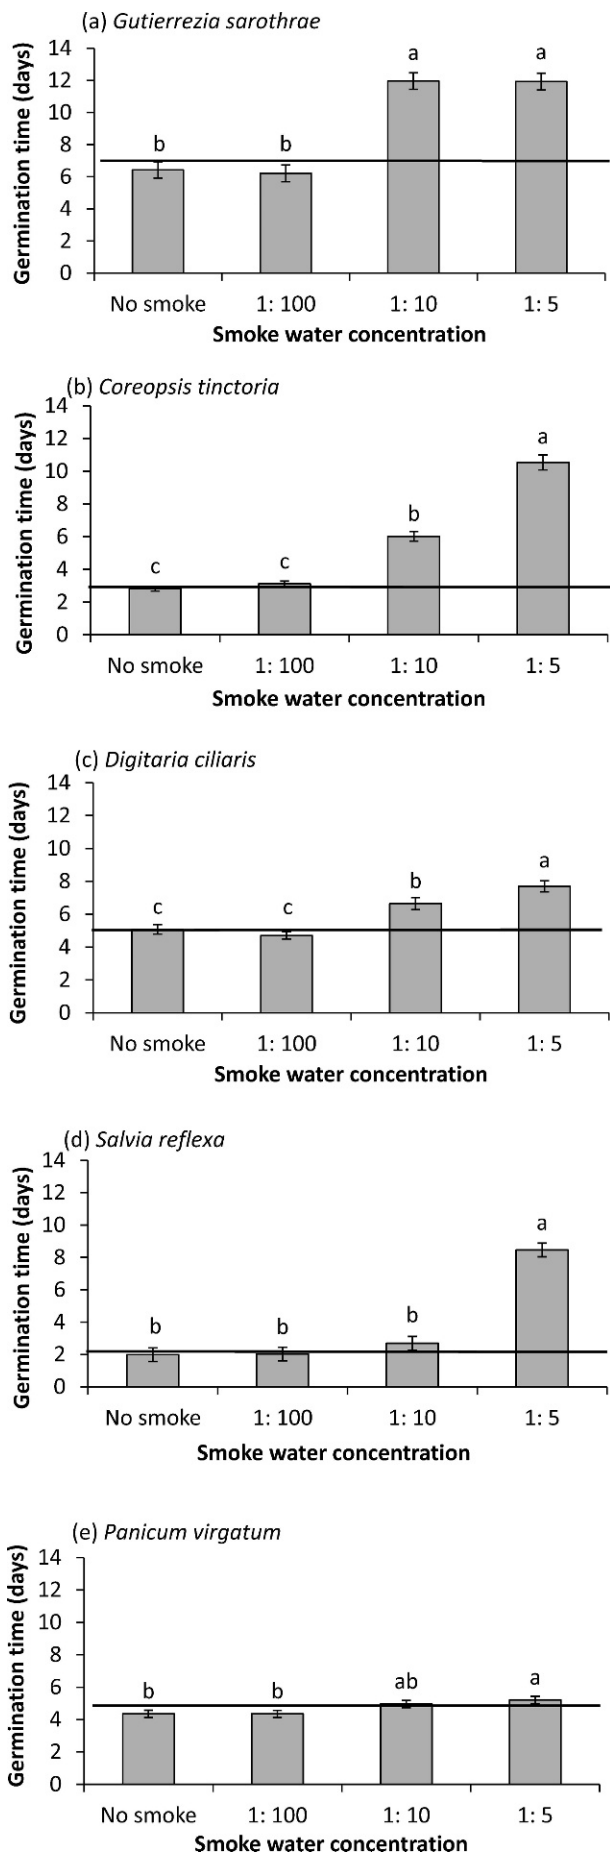 (a) Gutierrezia sarothrae
Germination time (days)
14
12
10
8
6
4
2
0
a a
b b
No smoke 1: 100 1: 10 1: 5
Smoke water concentration
(b) Coreopsis tinctoria
Germination time (days)
14
12
10
8
6
4
2
0
a
b
c c
No smoke 1: 100 1: 10 1: 5
Smoke water concentration
(c) Digitaria ciliaris
Germination time (days)
14
12
10
8
6
4
2
0
a
b
c c
No smoke 1: 100 1: 10 1: 5
Smoke water concentration
(d) Salvia reflexa
Germination time (days)
14
12
10
8
6
4
2
0
a
b b b
No smoke 1: 100 1: 10 1: 5
Smoke water concentration
(e) Panicum virgatum
Germination time (days)
14
12
10
8
6
4
2
0
b b ab a
No smoke 1: 100 1: 10 1: 5
Smoke water concentration